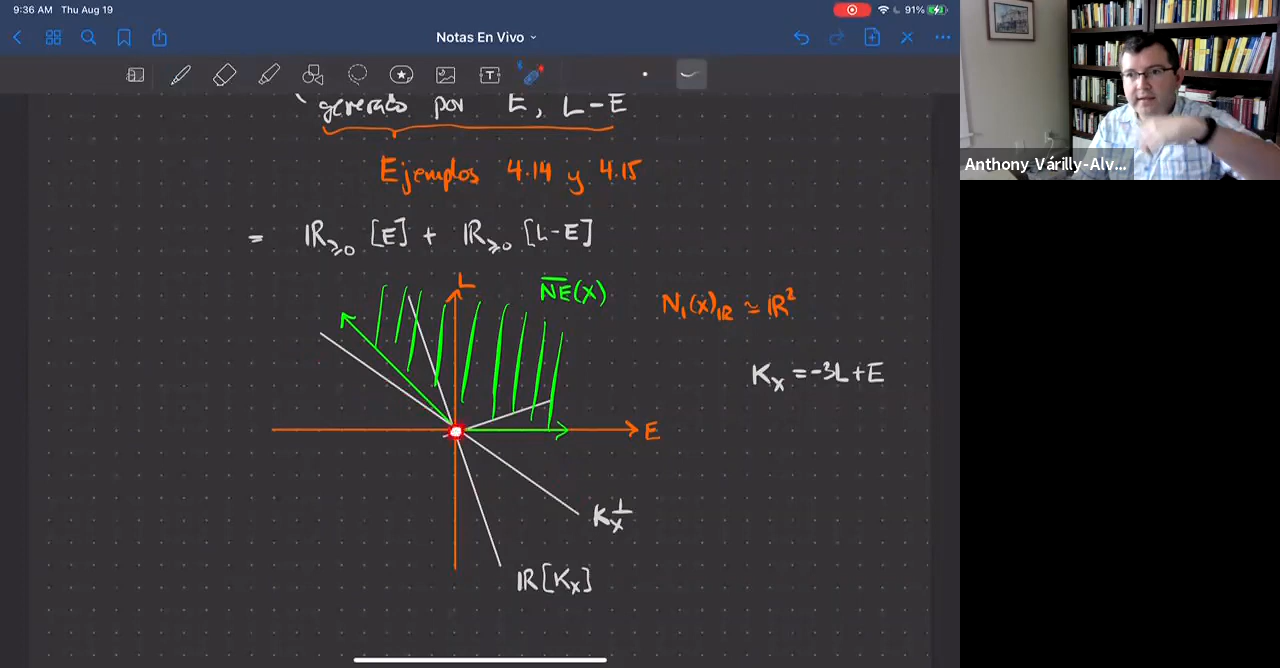 9:36 AM Thu Aug 19
91%
Notas En Vivo
generado por E, L-E
Ejemplos 4.14 y 4.15
= ℝ≥0 [E] + ℝ≥0 [L-E]
L
N̅E̅(X)
N₁(X)_ℝ ≃ ℝ²
K_X = -3L+E
E
K_X^⊥
ℝ[K_X]
Anthony Várilly-Alv...